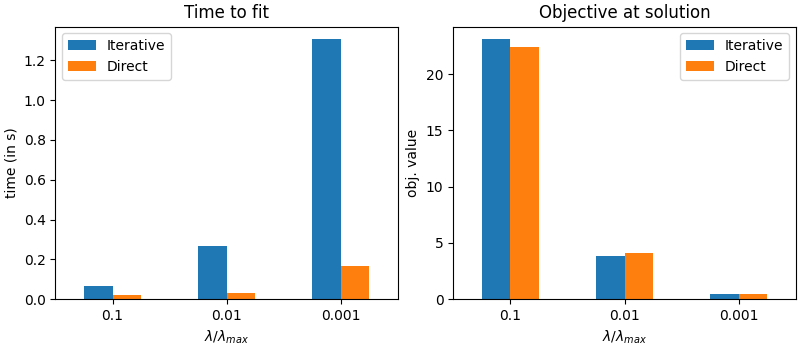 Time to fit
Iterative
Direct
time (in s)
1.2
1.0
0.8
0.6
0.4
0.2
0.0
0.1
0.01
0.001
λ/λmax
Objective at solution
Iterative
Direct
obj. value
20
15
10
5
0
0.1
0.01
0.001
λ/λmax